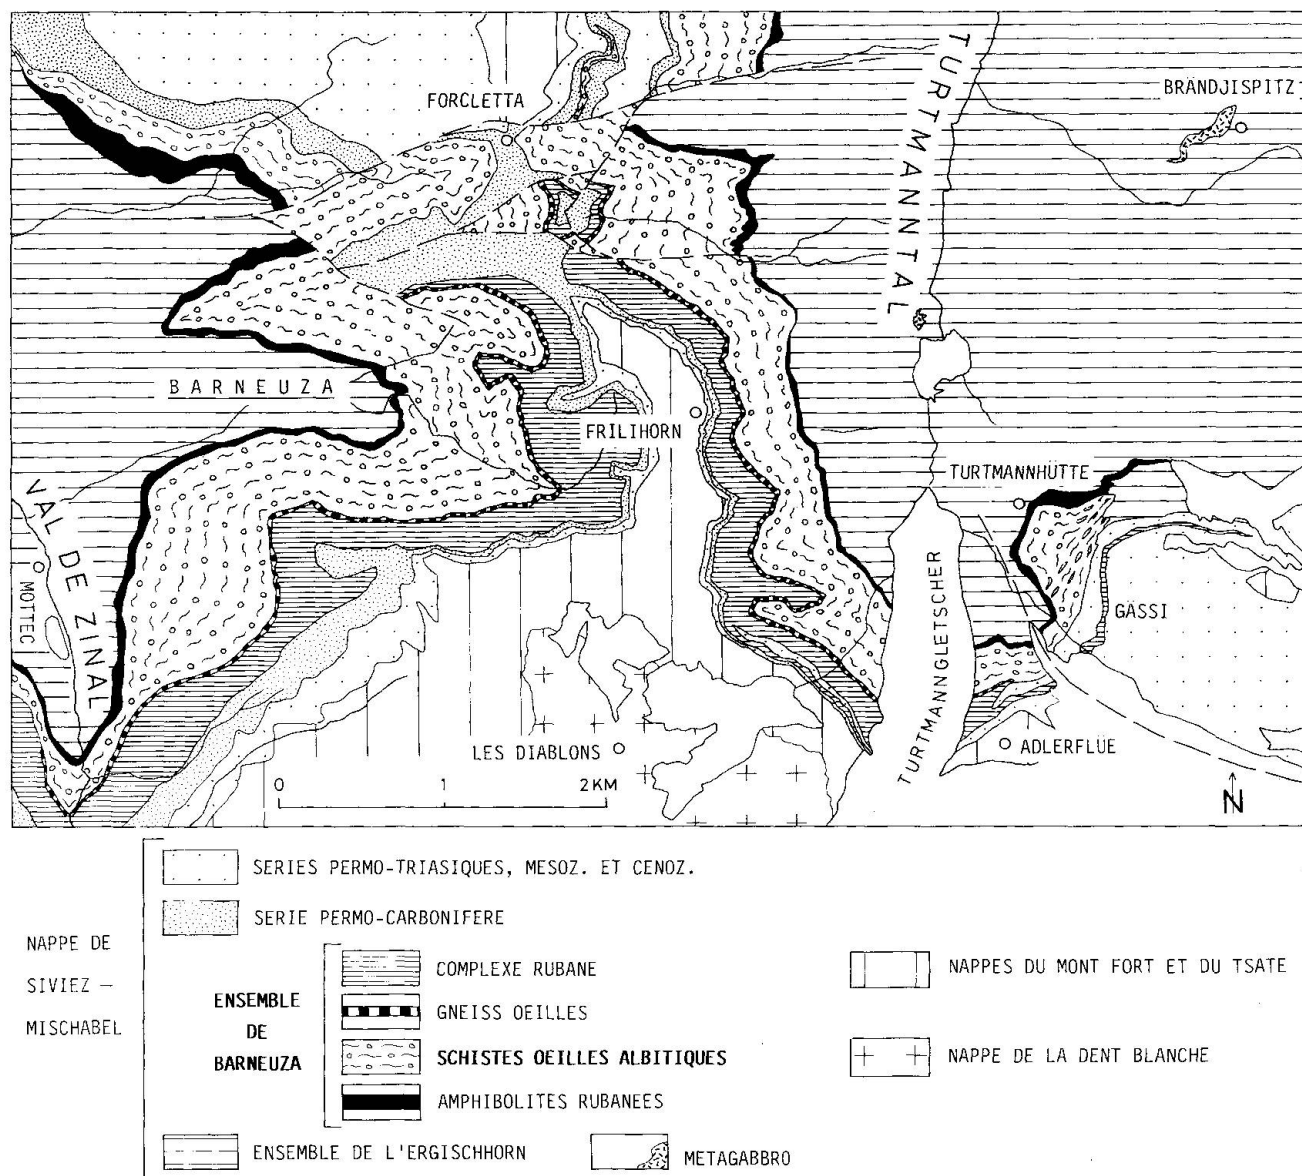 TURTMANNTAL
BRÄNDJISPITZ
FORCLETTA
BARNEUZA
FRILIHORN
TURTMANNHÜTTE
VAL DE ZINAL
MOTTEC
GÄSSI
TURTMANNGLETSCHER
LES DIABLONS
ADLERFLÜE
0 1 2 KM
N
SERIES PERMO-TRIASIQUES, MESOZ. ET CENOZ.
SERIE PERMO-CARBONIFERE
NAPPE DE
SIVIEZ –
MISCHABEL
ENSEMBLE
DE
BARNEUZA
COMPLEXE RUBANE
GNEISS OEILLES
SCHISTES OEILLES ALBITIQUES
AMPHIBOLITES RUBANEES
ENSEMBLE DE L'ERGISCHHORN
METAGABBRO
NAPPES DU MONT FORT ET DU TSATE
NAPPE DE LA DENT BLANCHE